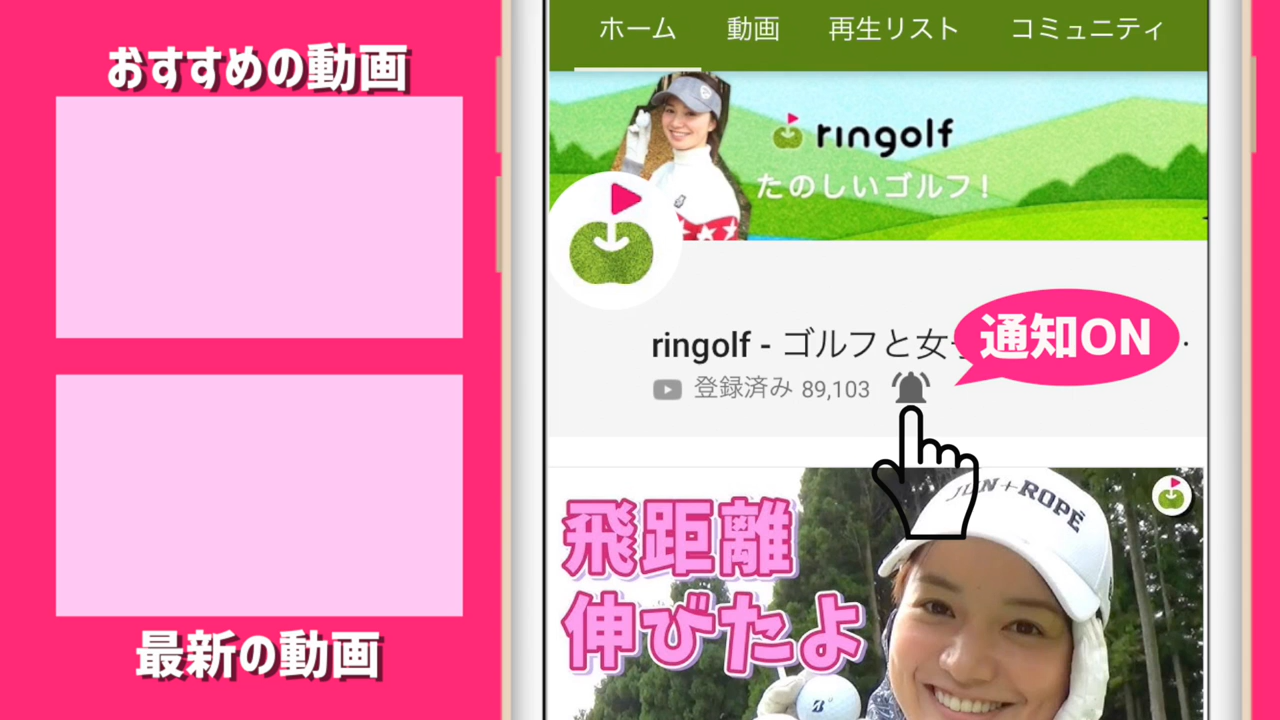 おすすめの動画
最新の動画
ホーム 動画 再生リスト コミュニティ
ringolf
たのしいゴルフ!
ringolf - ゴルフと女
通知ON
登録済み 89,103
JUN+ROPÉ
飛距離
伸びたよ
B